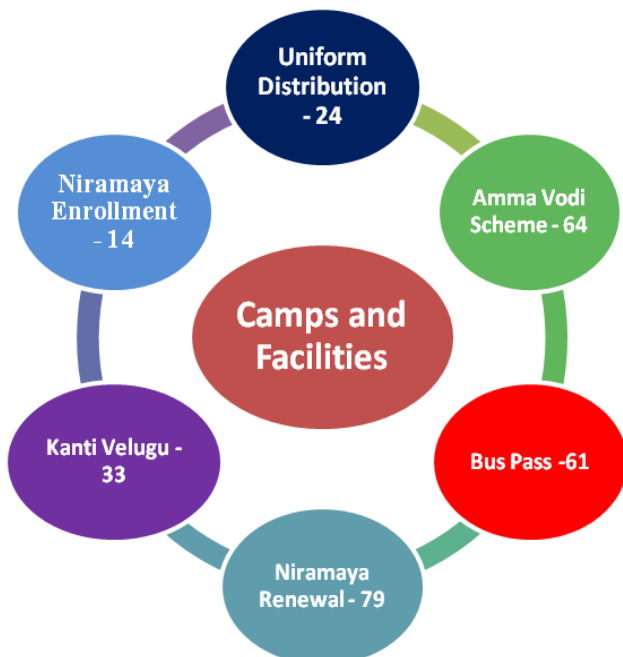 Uniform
Distribution
- 24
Amma Vodi
Scheme - 64
Bus Pass -61
Niramaya
Renewal - 79
Kanti Velugu -
33
Niramaya
Enrollment
- 14
Camps and
Facilities